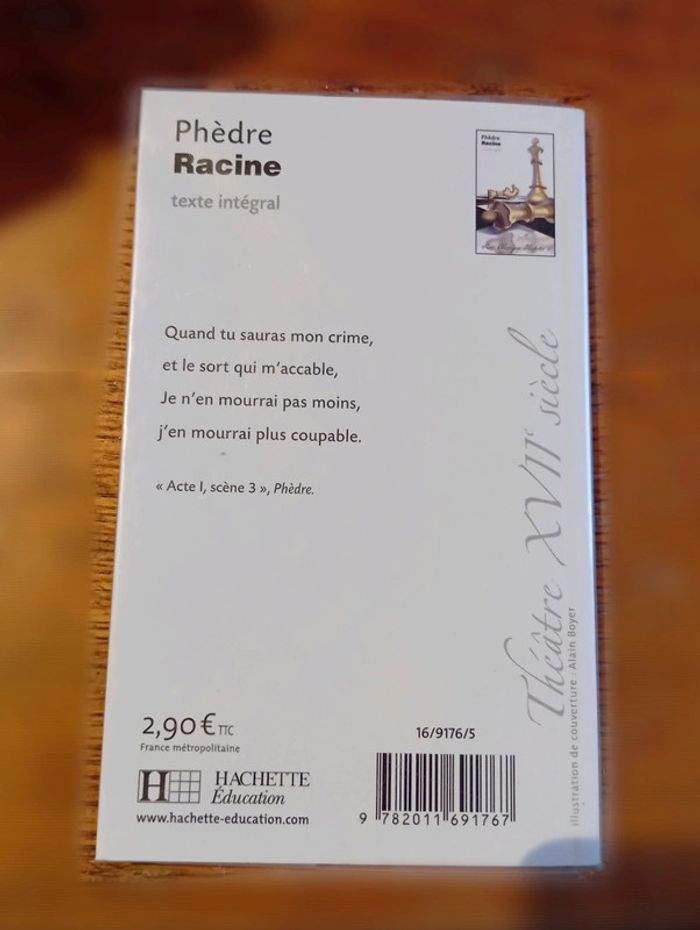 Phèdre
Racine
texte intégral
Phèdre
Racine
Quand tu sauras mon crime,
et le sort qui m'accable,
Je n'en mourrai pas moins,
j'en mourrai plus coupable.
« Acte I, scène 3 », Phèdre.
Théâtre XVIIe siècle
illustration de couverture : Alain Boyer
2,90 € TTC
France métropolitaine
HACHETTE
Éducation
www.hachette-education.com
16/9176/5
9 782011 691767